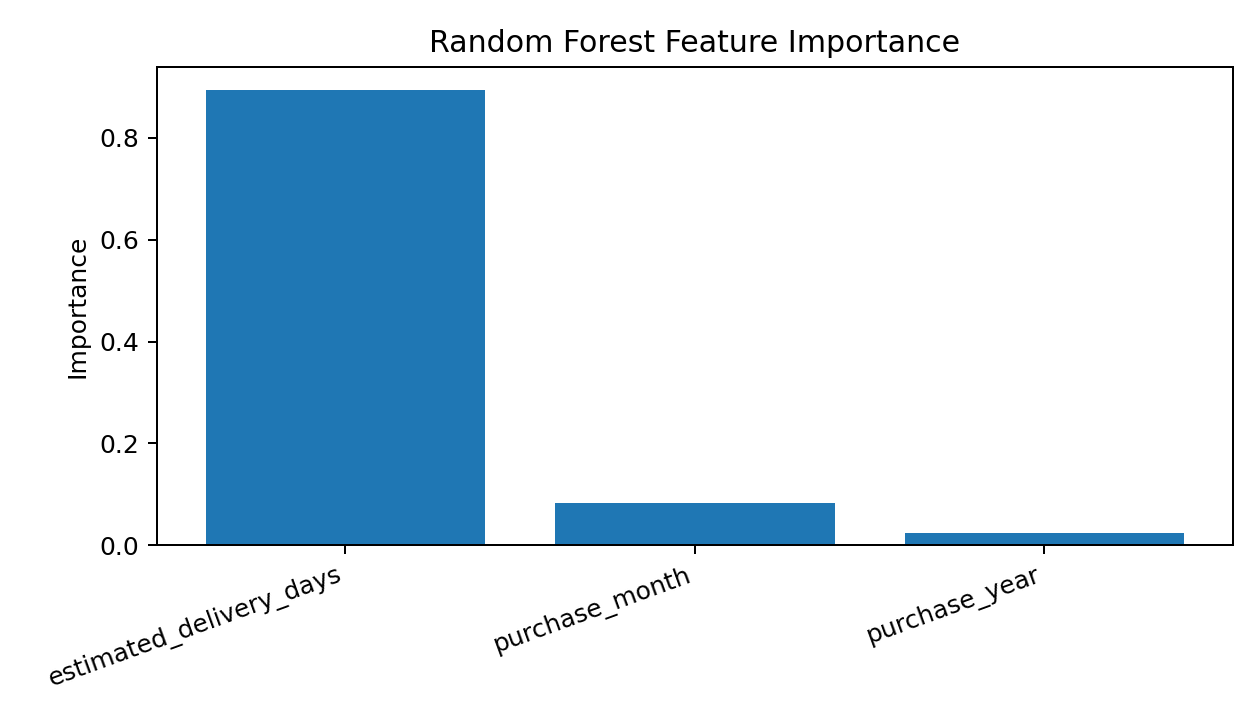 Random Forest Feature Importance
Importance
0.8
0.6
0.4
0.2
0.0
estimated_delivery_days
purchase_month
purchase_year